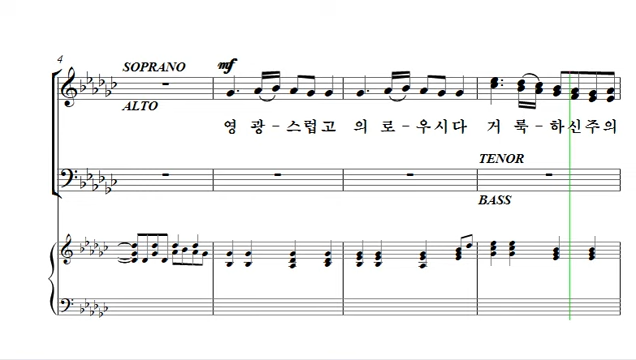 4
SOPRANO
mf
ALTO
영 광-스럽고 의 로-우시다 거 룩-하신주의
TENOR
BASS